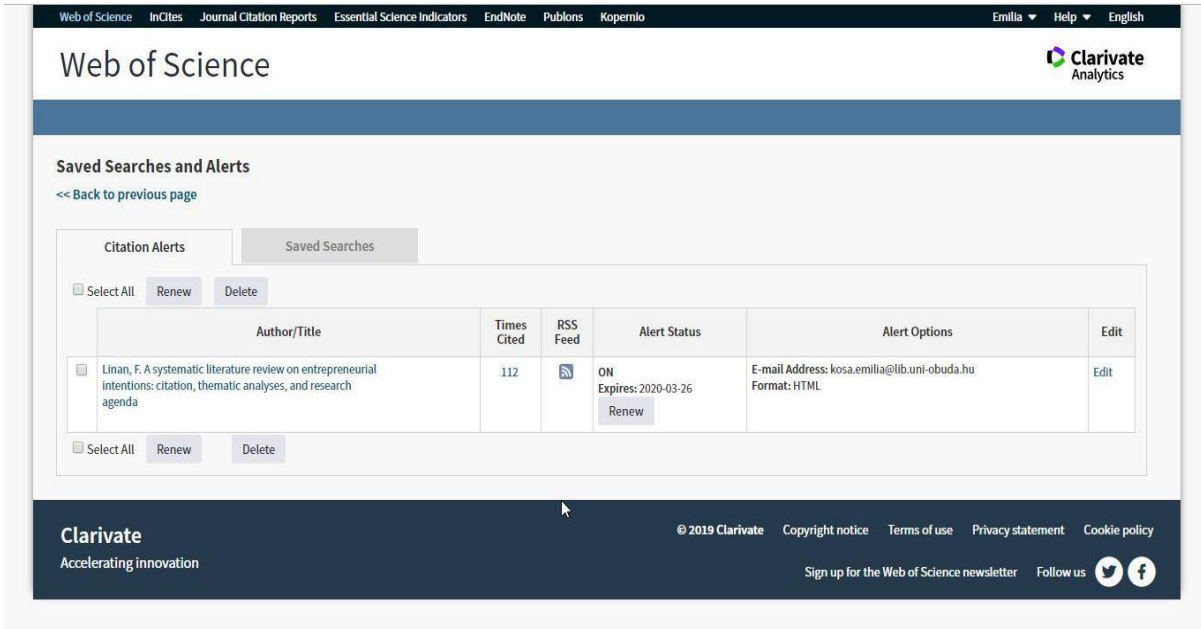 Web of Science InCites Journal Citation Reports Essential Science Indicators EndNote Publons Kopernio Emilia Help English
Web of Science
Clarivate
Analytics
Saved Searches and Alerts
<< Back to previous page
Citation Alerts Saved Searches
Select All Renew Delete
Author/Title Times Cited RSS Feed Alert Status Alert Options Edit
Linan, F. A systematic literature review on entrepreneurial
intentions: citation, thematic analyses, and research
agenda
112
ON
Expires: 2020-03-26
Renew
E-mail Address: kosa.emilia@lib.uni-obuda.hu
Format: HTML
Edit
Select All Renew Delete
Clarivate
Accelerating innovation
© 2019 Clarivate Copyright notice Terms of use Privacy statement Cookie policy
Sign up for the Web of Science newsletter Follow us